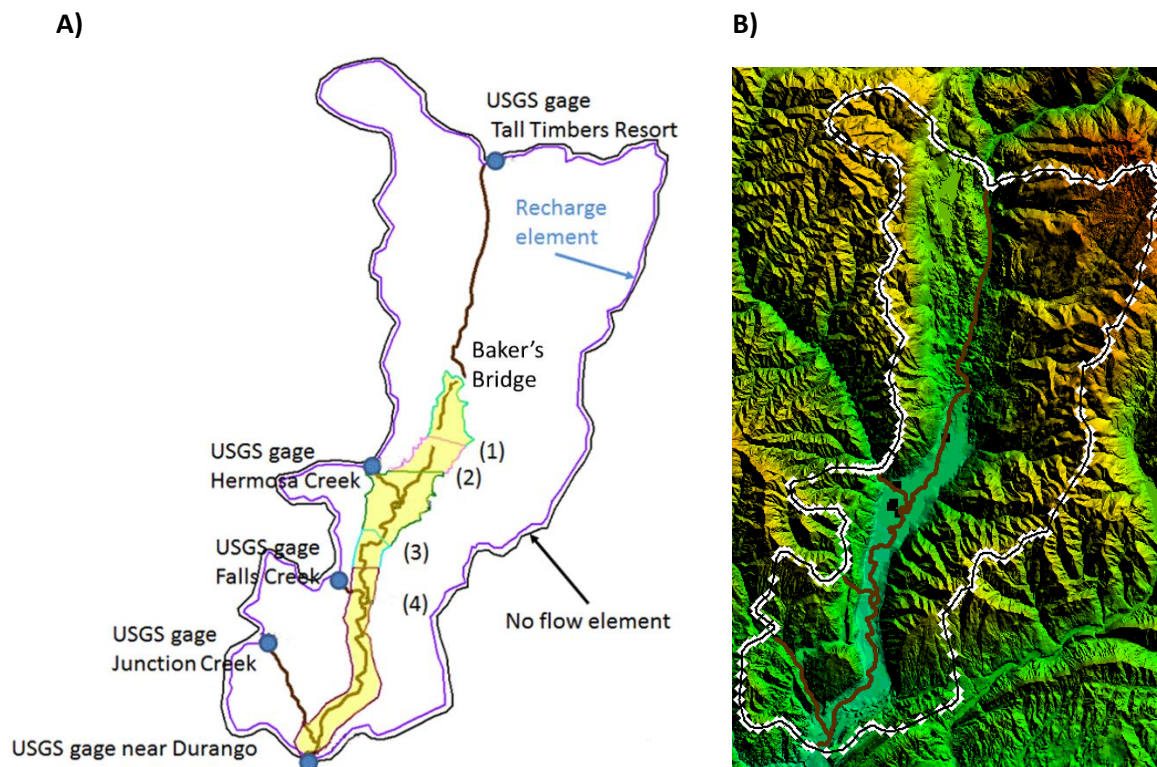 A)
B)
USGS gage
Tall Timbers Resort
Recharge
element
Baker's
Bridge
(1)
USGS gage
Hermosa Creek
(2)
USGS gage
Falls Creek
(3)
(4)
No flow element
USGS gage
Junction Creek
USGS gage near Durango